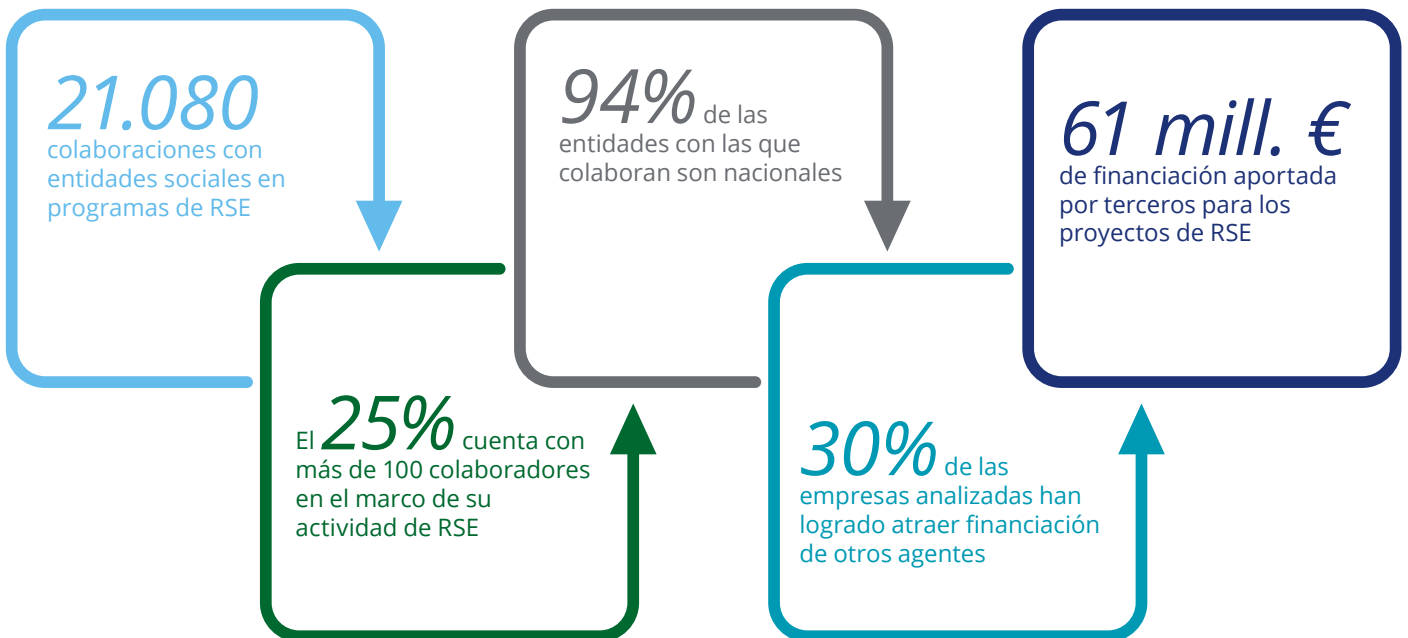 21.080
colaboraciones con
entidades sociales en
programas de RSE
El 25% cuenta con
más de 100 colaboradores
en el marco de su
actividad de RSE
94% de las
entidades con las que
colaboran son nacionales
30% de las
empresas analizadas han
logrado atraer financiación
de otros agentes
61 mill. €
de financiación aportada
por terceros para los
proyectos de RSE